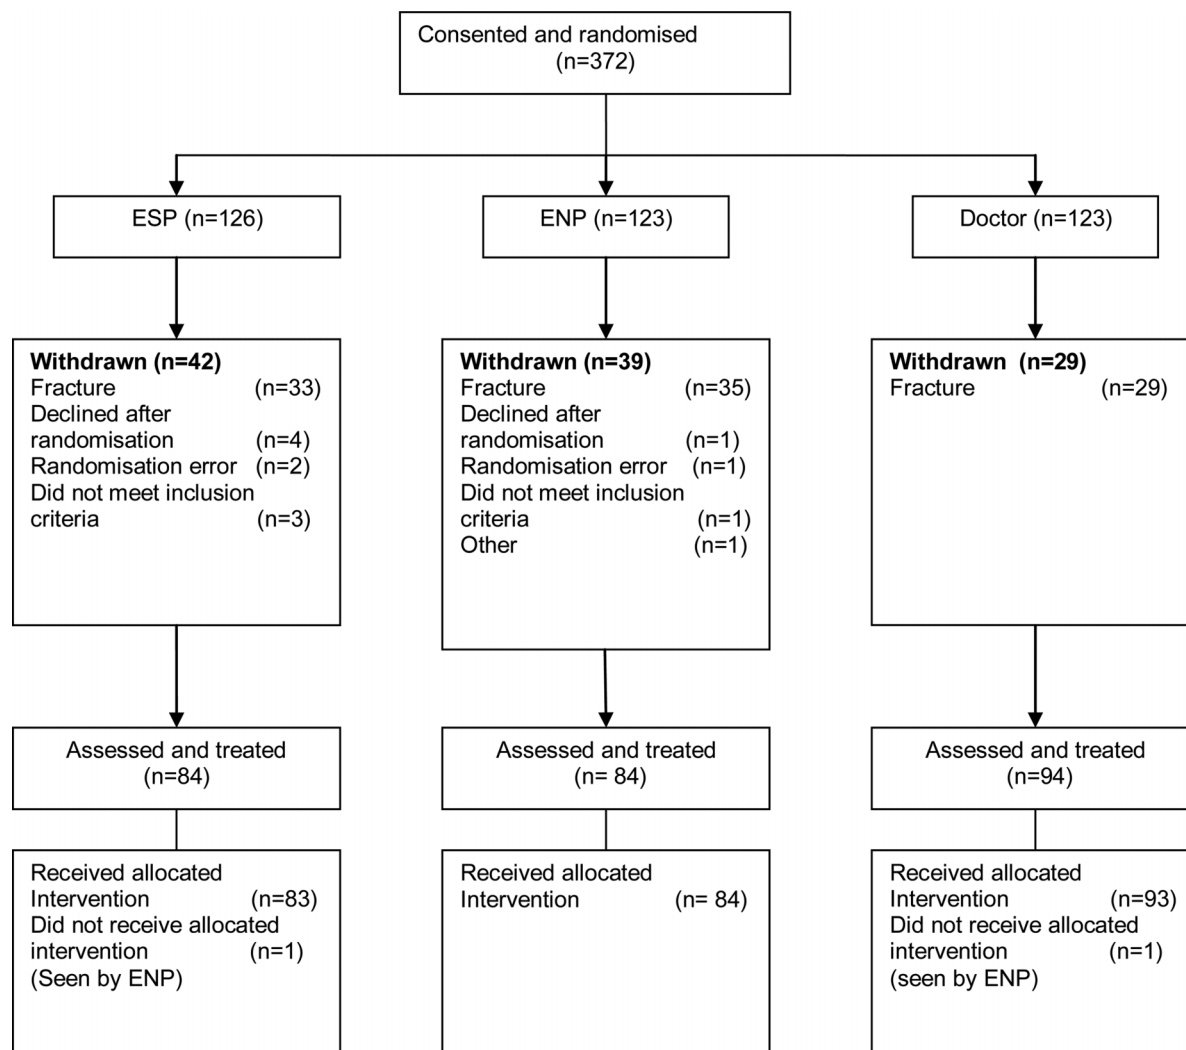 Consented and randomised
(n=372)
ESP (n=126)
ENP (n=123)
Doctor (n=123)
Withdrawn (n=42)
Fracture (n=33)
Declined after
randomisation (n=4)
Randomisation error (n=2)
Did not meet inclusion
criteria (n=3)
Withdrawn (n=39)
Fracture (n=35)
Declined after
randomisation (n=1)
Randomisation error (n=1)
Did not meet inclusion
criteria (n=1)
Other (n=1)
Withdrawn (n=29)
Fracture (n=29)
Assessed and treated
(n=84)
Assessed and treated
(n= 84)
Assessed and treated
(n=94)
Received allocated
Intervention (n=83)
Did not receive allocated
intervention (n=1)
(Seen by ENP)
Received allocated
Intervention (n= 84)
Received allocated
Intervention (n=93)
Did not receive allocated
intervention (n=1)
(seen by ENP)